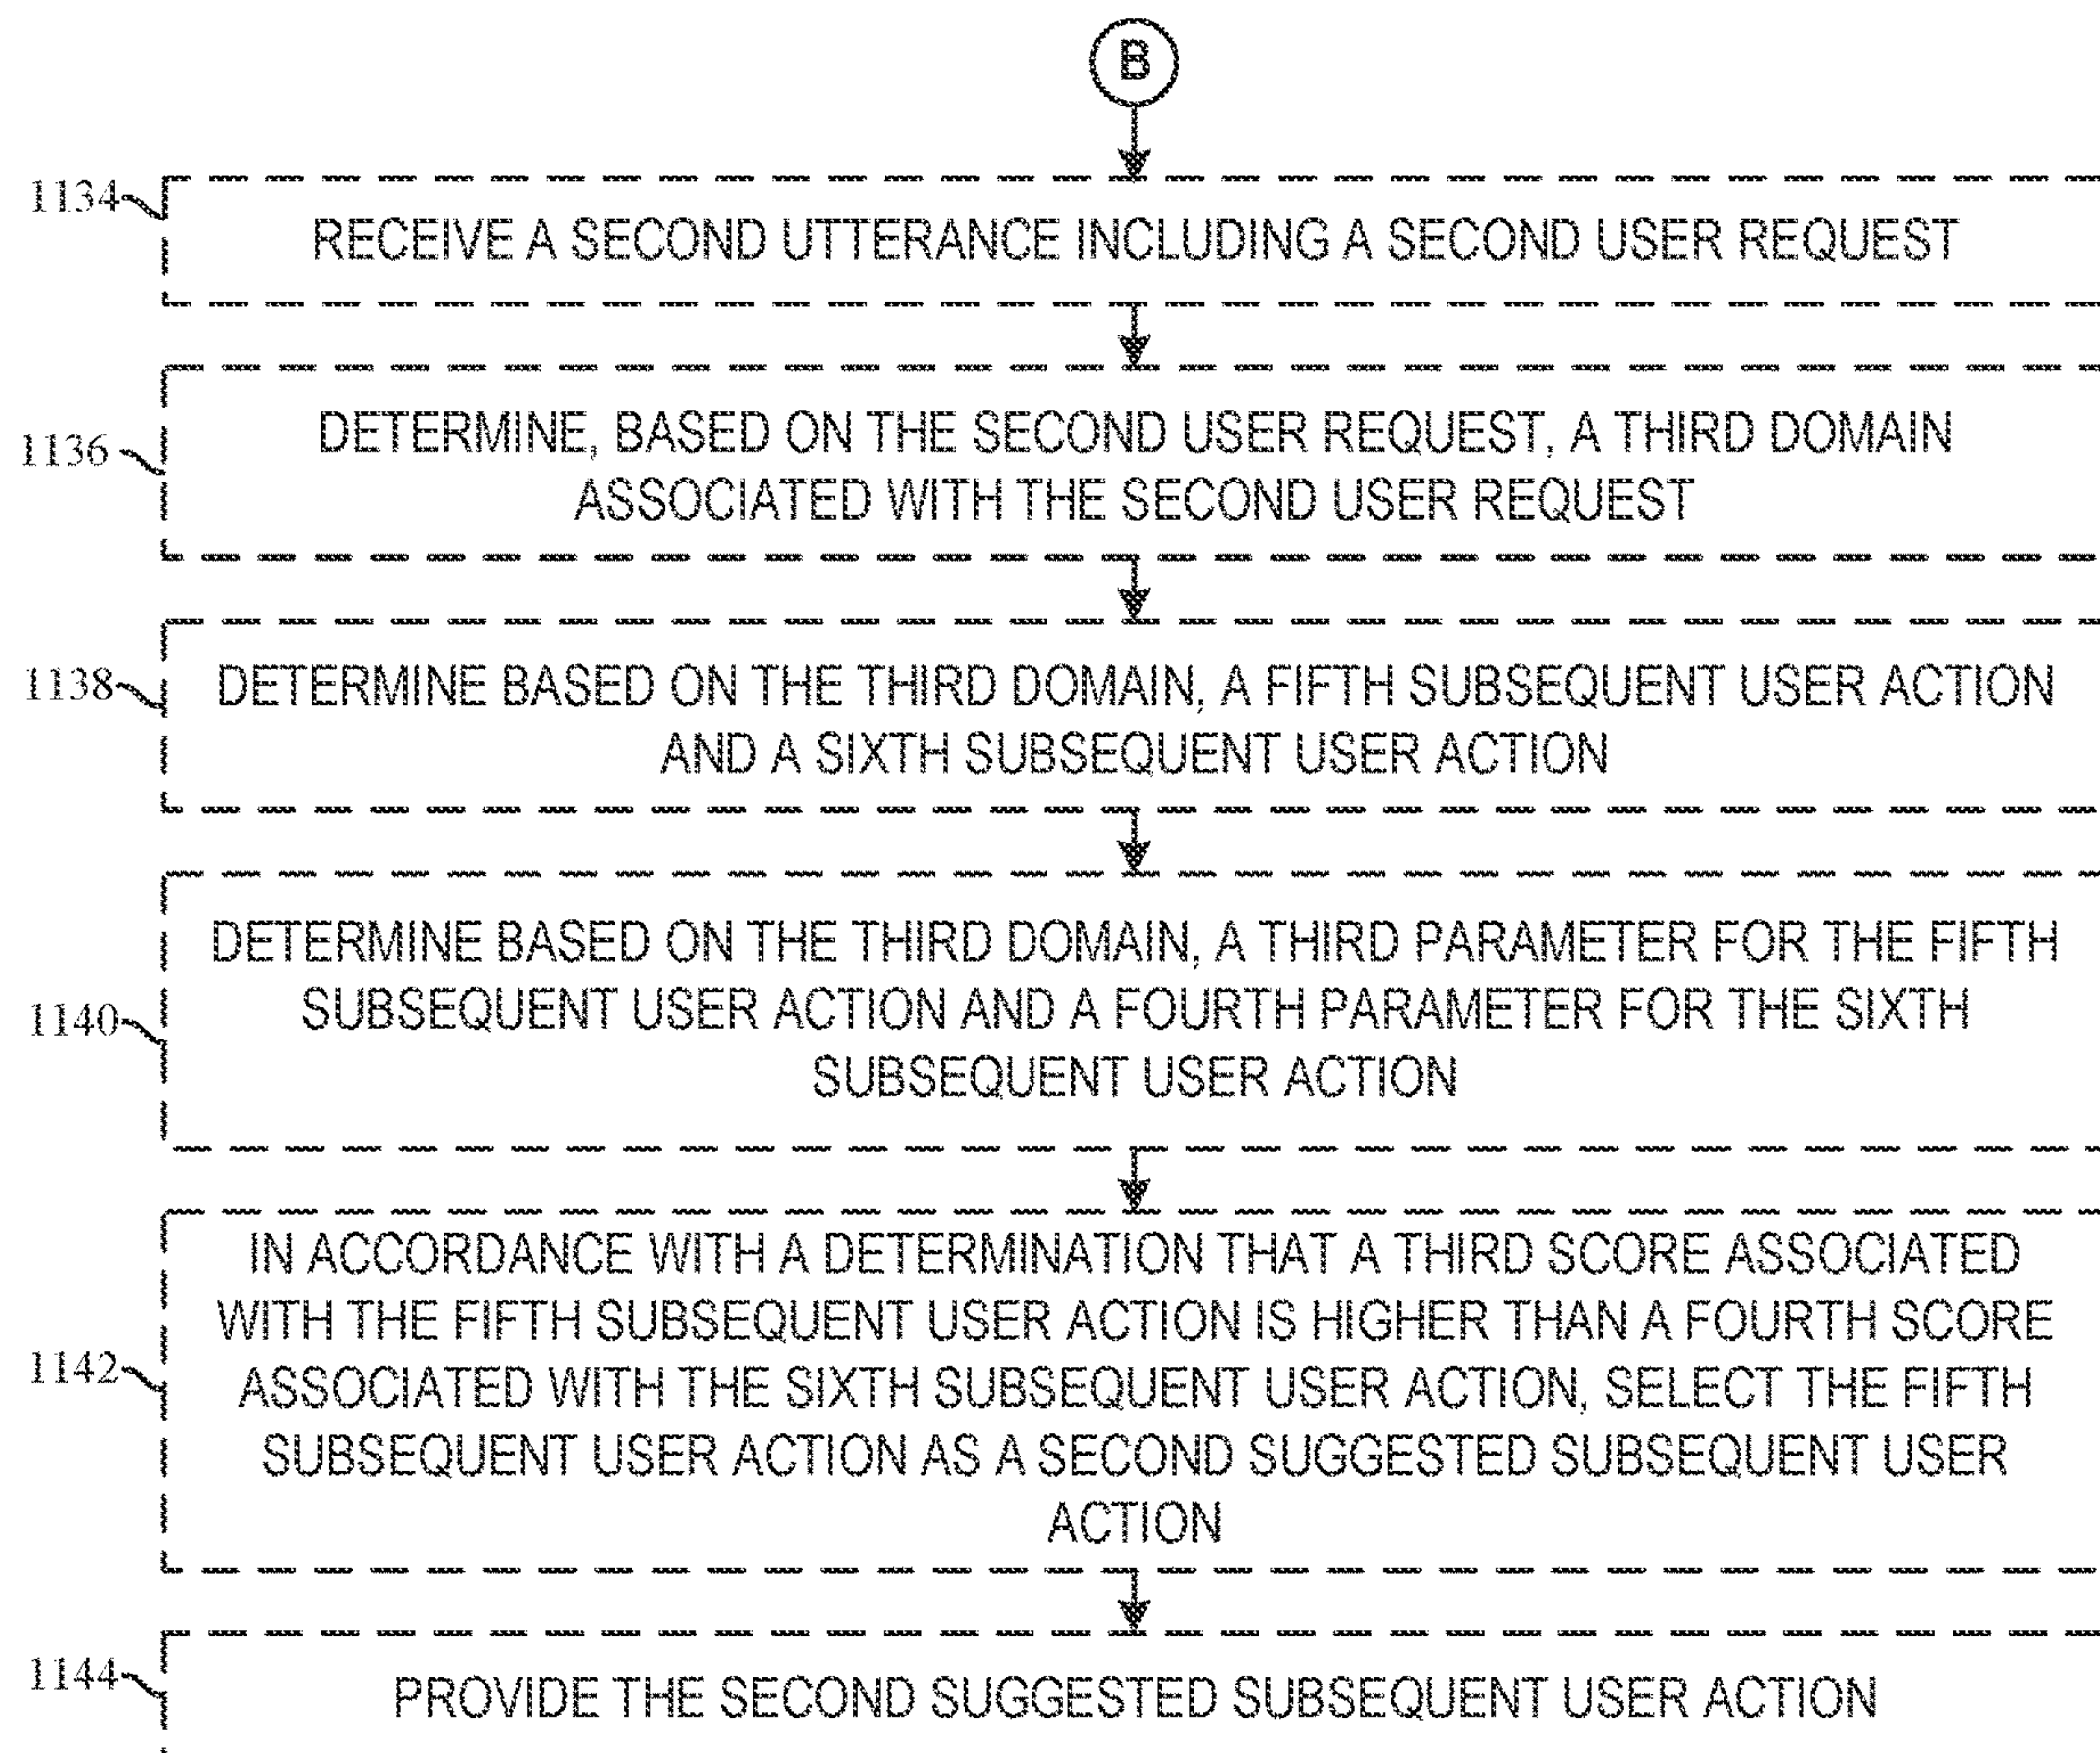 B
1134
RECEIVE A SECOND UTTERANCE INCLUDING A SECOND USER REQUEST
1136
DETERMINE, BASED ON THE SECOND USER REQUEST, A THIRD DOMAIN
ASSOCIATED WITH THE SECOND USER REQUEST
1138
DETERMINE BASED ON THE THIRD DOMAIN, A FIFTH SUBSEQUENT USER ACTION
AND A SIXTH SUBSEQUENT USER ACTION
1140
DETERMINE BASED ON THE THIRD DOMAIN, A THIRD PARAMETER FOR THE FIFTH
SUBSEQUENT USER ACTION AND A FOURTH PARAMETER FOR THE SIXTH
SUBSEQUENT USER ACTION
1142
IN ACCORDANCE WITH A DETERMINATION THAT A THIRD SCORE ASSOCIATED
WITH THE FIFTH SUBSEQUENT USER ACTION IS HIGHER THAN A FOURTH SCORE
ASSOCIATED WITH THE SIXTH SUBSEQUENT USER ACTION, SELECT THE FIFTH
SUBSEQUENT USER ACTION AS A SECOND SUGGESTED SUBSEQUENT USER
ACTION
1144
PROVIDE THE SECOND SUGGESTED SUBSEQUENT USER ACTION